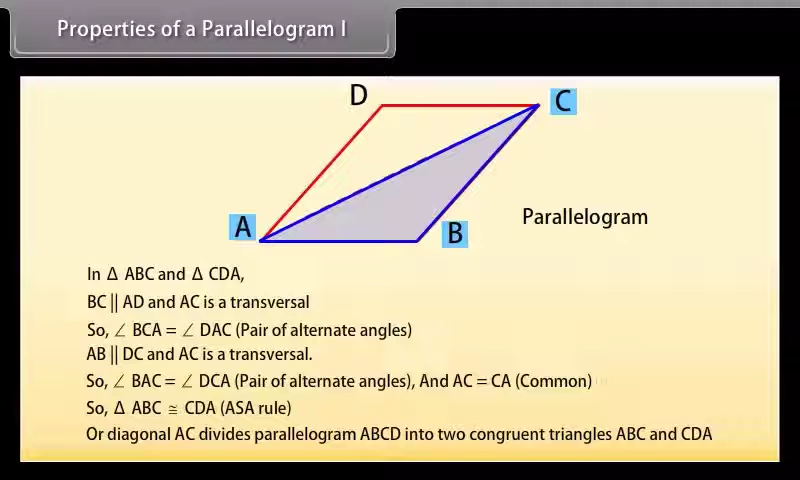 Properties of a Parallelogram I
D
C
A
B
Parallelogram
In Δ ABC and Δ CDA,
BC || AD and AC is a transversal
So, ∠ BCA = ∠ DAC (Pair of alternate angles)
AB || DC and AC is a transversal.
So, ∠ BAC = ∠ DCA (Pair of alternate angles), And AC = CA (Common)
So, Δ ABC ≅ CDA (ASA rule)
Or diagonal AC divides parallelogram ABCD into two congruent triangles ABC and CDA